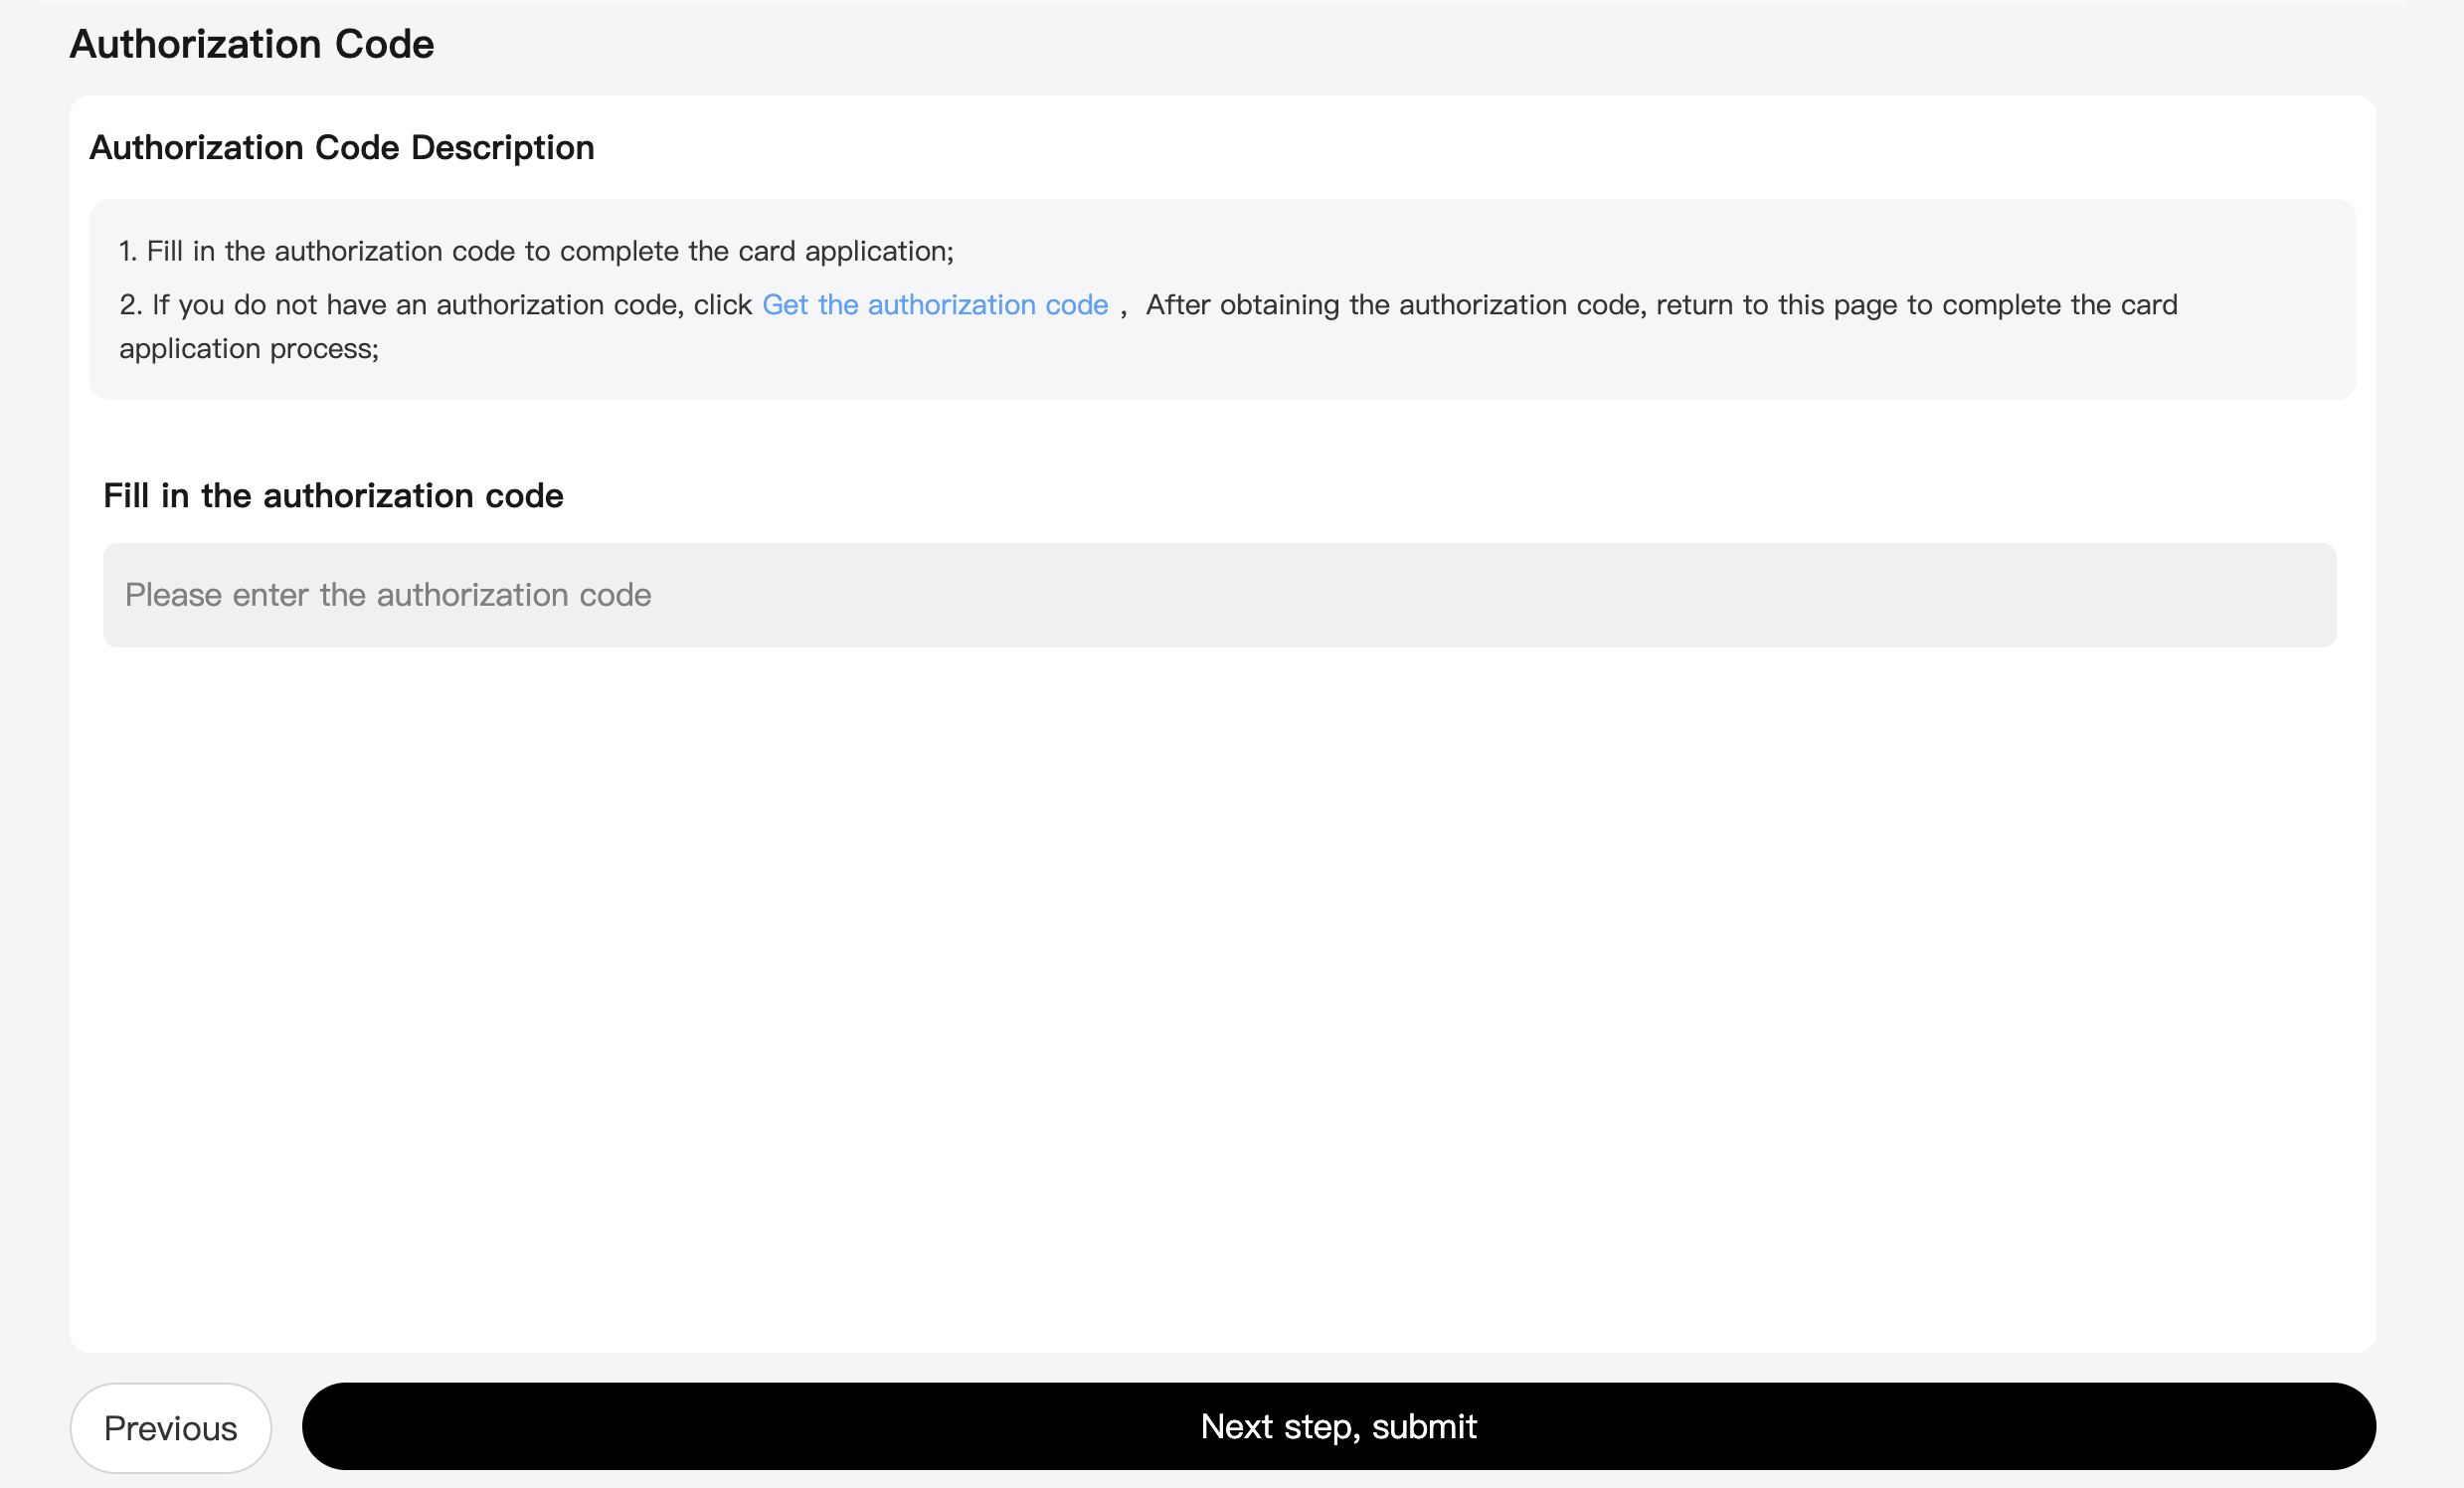 Authorization Code
Authorization Code Description
1. Fill in the authorization code to complete the card application;
2. If you do not have an authorization code, click Get the authorization code ,  After obtaining the authorization code, return to this page to complete the card
application process;
Fill in the authorization code
Please enter the authorization code
Previous
Next step, submit